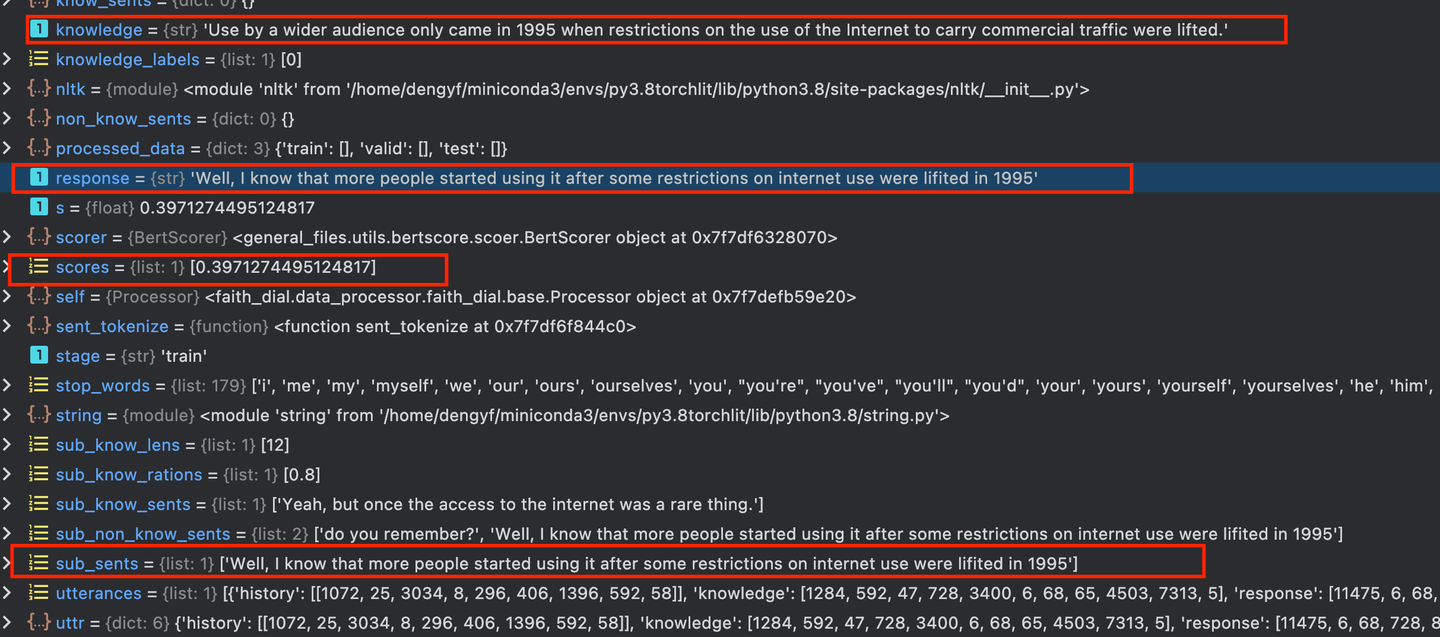 know_sents = {dict: 0} {}
knowledge = {str} 'Use by a wider audience only came in 1995 when restrictions on the use of the Internet to carry commercial traffic were lifted.'
knowledge_labels = {list: 1} [0]
nltk = {module} <module 'nltk' from '/home/dengyf/miniconda3/envs/py3.8torchlit/lib/python3.8/site-packages/nltk/__init__.py'>
non_know_sents = {dict: 0} {}
processed_data = {dict: 3} {'train': [], 'valid': [], 'test': []}
response = {str} 'Well, I know that more people started using it after some restrictions on internet use were lifited in 1995'
s = {float} 0.3971274495124817
scorer = {BertScorer} <general_files.utils.bertscore.scoer.BertScorer object at 0x7f7df6328070>
scores = {list: 1} [0.3971274495124817]
self = {Processor} <faith_dial.data_processor.faith_dial.base.Processor object at 0x7f7defb59e20>
sent_tokenize = {function} <function sent_tokenize at 0x7f7df6f844c0>
stage = {str} 'train'
stop_words = {list: 179} ['i', 'me', 'my', 'myself', 'we', 'our', 'ours', 'ourselves', 'you', "you're", "you've", "you'll", "you'd", 'your', 'yours', 'yourself', 'yourselves', 'he', 'him',
string = {module} <module 'string' from '/home/dengyf/miniconda3/envs/py3.8torchlit/lib/python3.8/string.py'>
sub_know_lens = {list: 1} [12]
sub_know_rations = {list: 1} [0.8]
sub_know_sents = {list: 1} ['Yeah, but once the access to the internet was a rare thing.']
sub_non_know_sents = {list: 2} ['do you remember?', 'Well, I know that more people started using it after some restrictions on internet use were lifited in 1995']
sub_sents = {list: 1} ['Well, I know that more people started using it after some restrictions on internet use were lifited in 1995']
utterances = {list: 1} [{'history': [[1072, 25, 3034, 8, 296, 406, 1396, 592, 58]], 'knowledge': [1284, 592, 47, 728, 3400, 6, 68, 65, 4503, 7313, 5], 'response': [11475, 6, 68,
uttr = {dict: 6} {'history': [[1072, 25, 3034, 8, 296, 406, 1396, 592, 58]], 'knowledge': [1284, 592, 47, 728, 3400, 6, 68, 65, 4503, 7313, 5], 'response': [11475, 6, 68, 728, 8